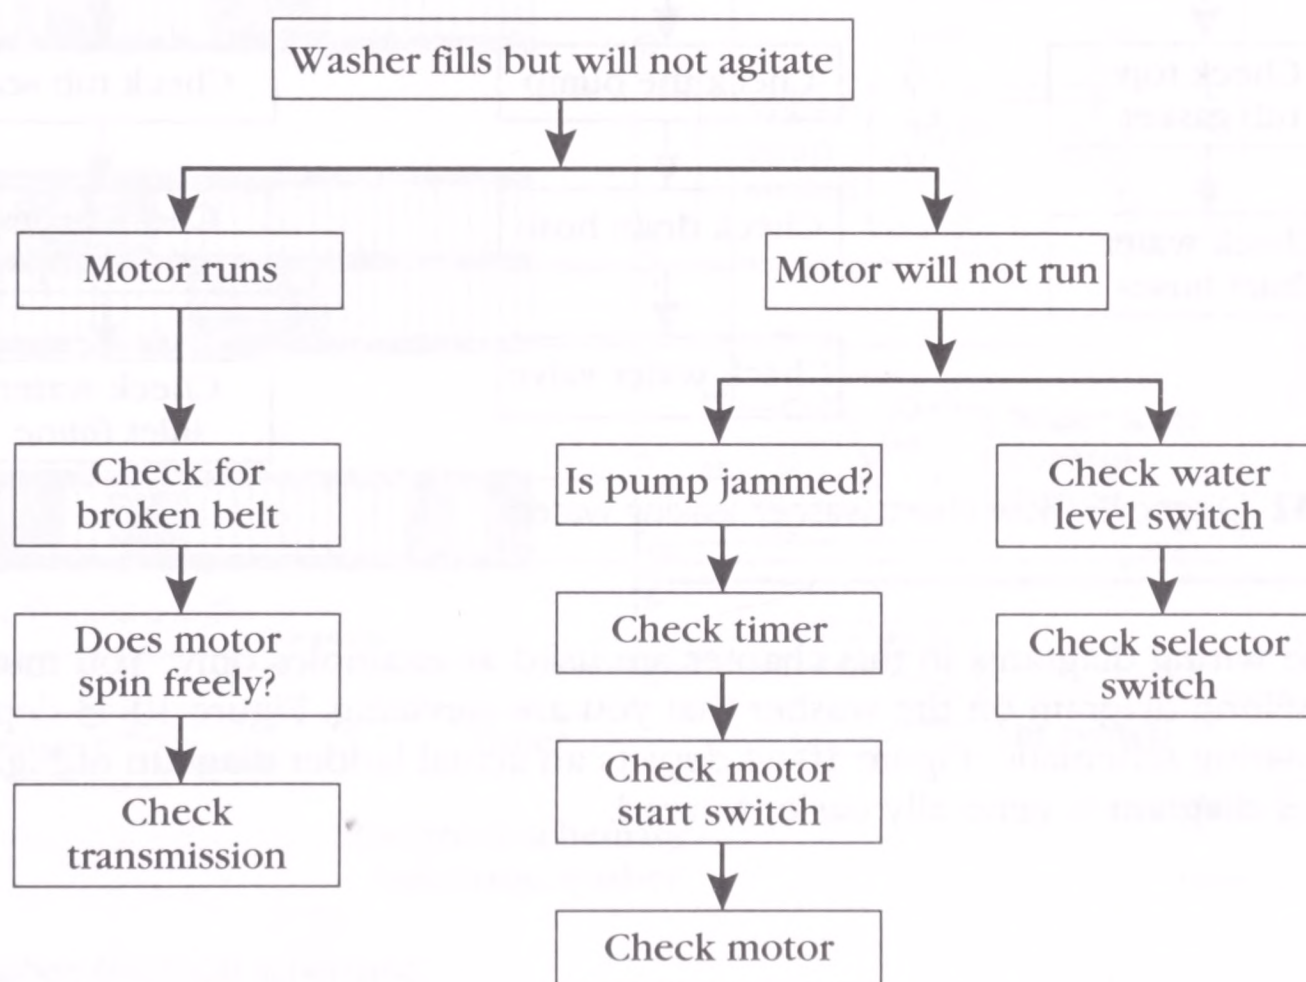 Washer fills but will not agitate
Motor runs
Motor will not run
Check for
broken belt
Is pump jammed?
Check water
level switch
Does motor
spin freely?
Check timer
Check selector
switch
Check
transmission
Check motor
start switch
Check motor